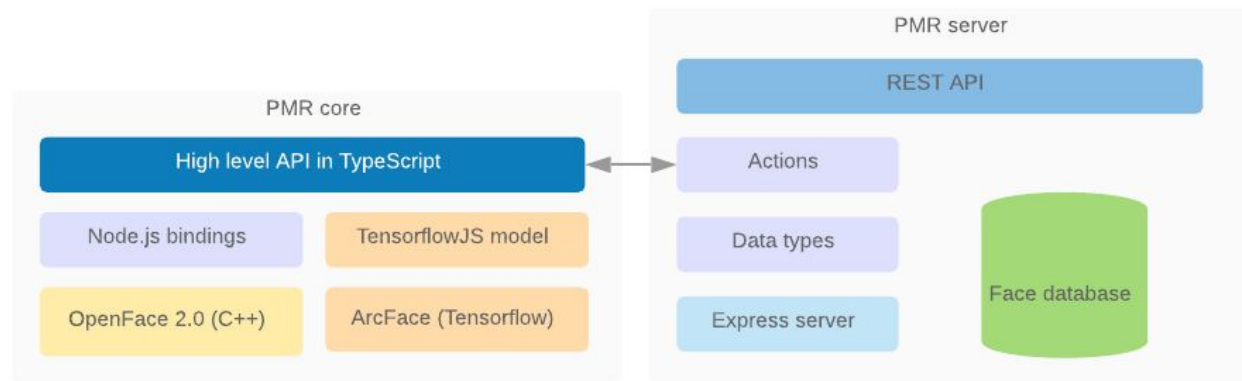 PMR core
High level API in TypeScript
Node.js bindings
TensorflowJS model
OpenFace 2.0 (C++)
ArcFace (Tensorflow)
PMR server
REST API
Actions
Data types
Express server
Face database